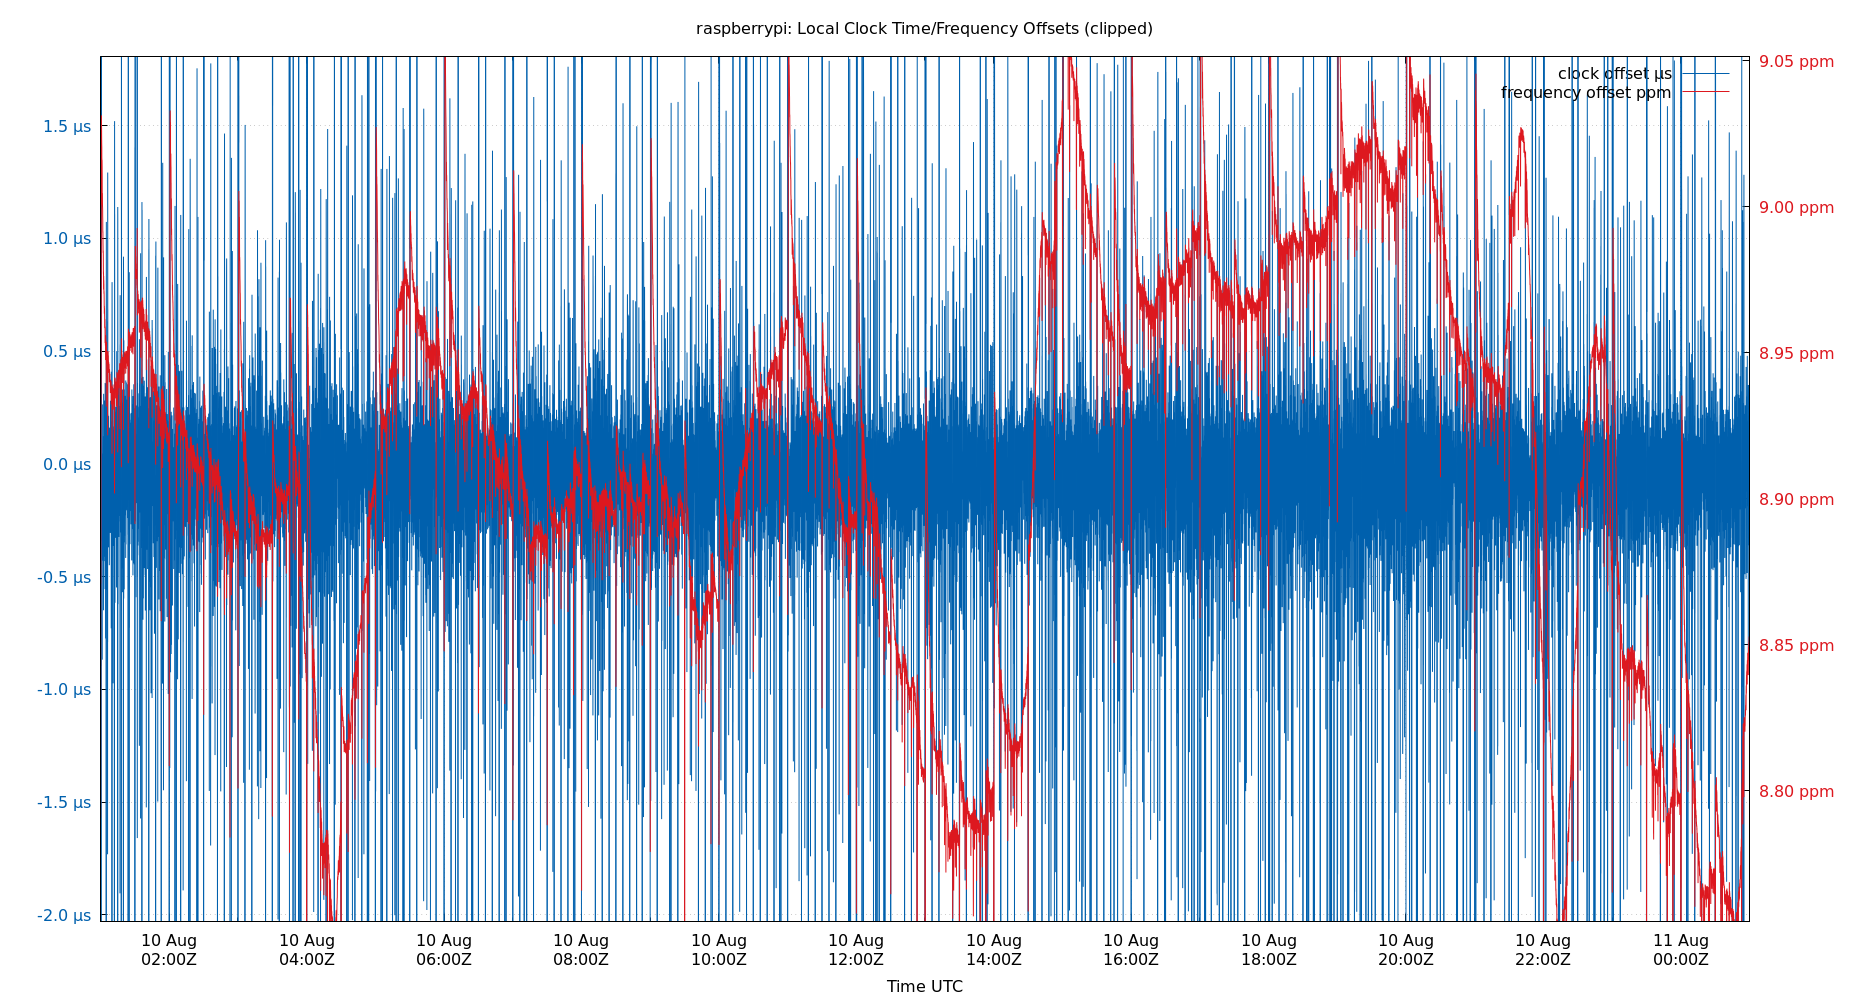 raspberrypi: Local Clock Time/Frequency Offsets (clipped)
clock offset µs
frequency offset ppm
1.5 µs
1.0 µs
0.5 µs
0.0 µs
-0.5 µs
-1.0 µs
-1.5 µs
-2.0 µs
9.05 ppm
9.00 ppm
8.95 ppm
8.90 ppm
8.85 ppm
8.80 ppm
10 Aug 10 Aug 10 Aug 10 Aug 10 Aug 10 Aug 10 Aug 10 Aug 10 Aug 10 Aug 10 Aug 11 Aug
02:00Z 04:00Z 06:00Z 08:00Z 10:00Z 12:00Z 14:00Z 16:00Z 18:00Z 20:00Z 22:00Z 00:00Z
Time UTC